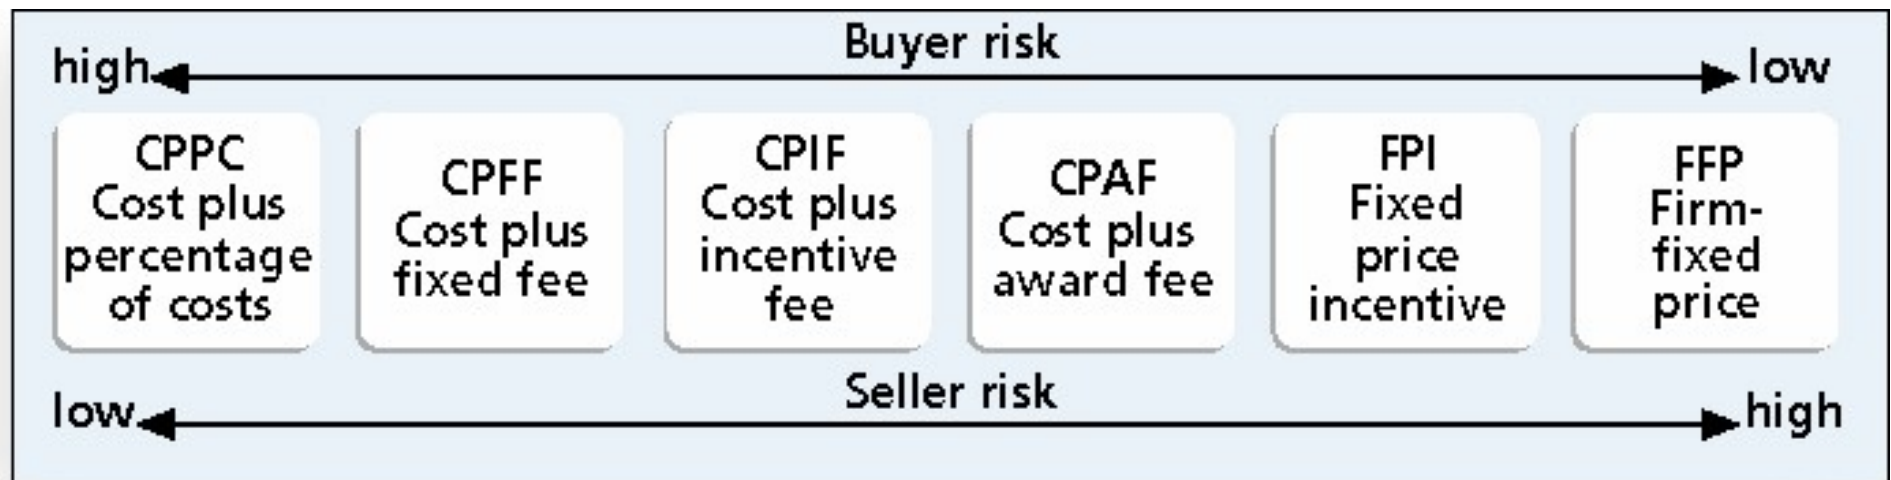 Buyer risk
high
low
CPPC
Cost plus
percentage
of costs
CPFF
Cost plus
fixed fee
CPIF
Cost plus
incentive
fee
CPAF
Cost plus
award fee
FPI
Fixed
price
incentive
FFP
Firm-
fixed
price
Seller risk
low
high